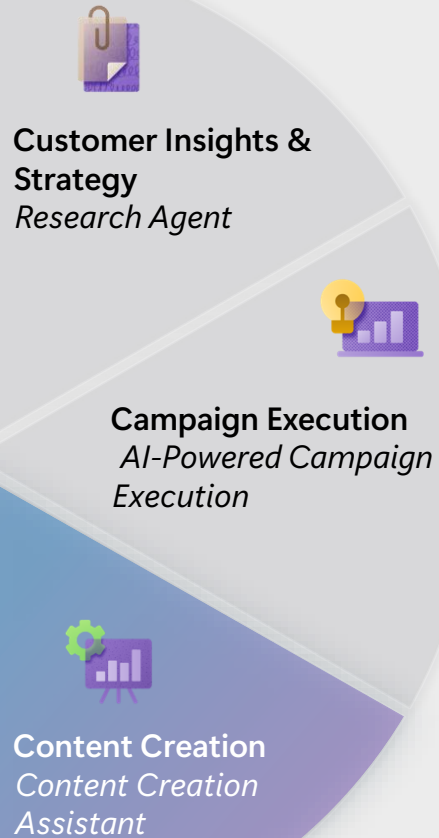 Customer Insights &
Strategy
Research Agent
Campaign Execution
AI-Powered Campaign
Execution
Content Creation
Content Creation
Assistant